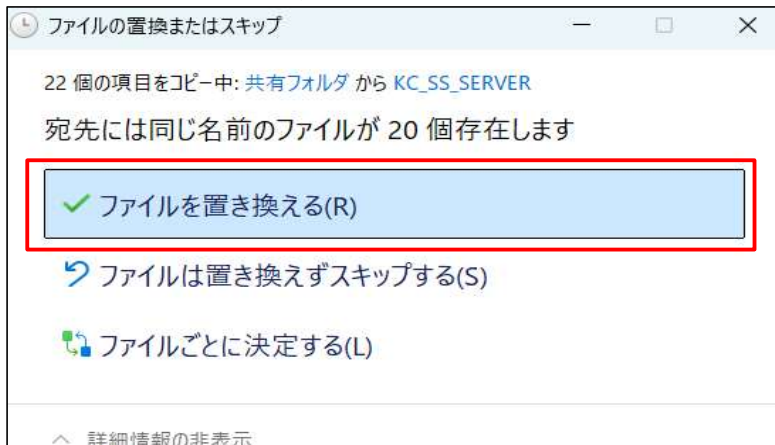 ファイルの置換またはスキップ
22 個の項目をコピー中: 共有フォルダ から KC_SS_SERVER
宛先には同じ名前のファイルが 20 個存在します
ファイルを置き換える(R)
ファイルは置き換えずスキップする(S)
ファイルごとに決定する(L)
詳細情報の非表示